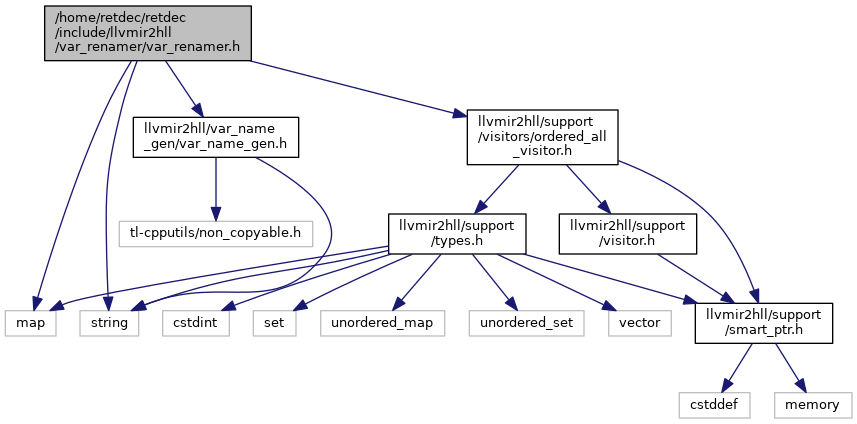 /home/retdec/retdec
/include/llvmir2hll
/var_renamer/var_renamer.h
llvmir2hll/var_name
_gen/var_name_gen.h
llvmir2hll/support
/visitors/ordered_all
_visitor.h
tl-cpputils/non_copyable.h
llvmir2hll/support
/types.h
llvmir2hll/support
/visitor.h
map
string
cstdint
set
unordered_map
unordered_set
vector
llvmir2hll/support
/smart_ptr.h
cstddef
memory